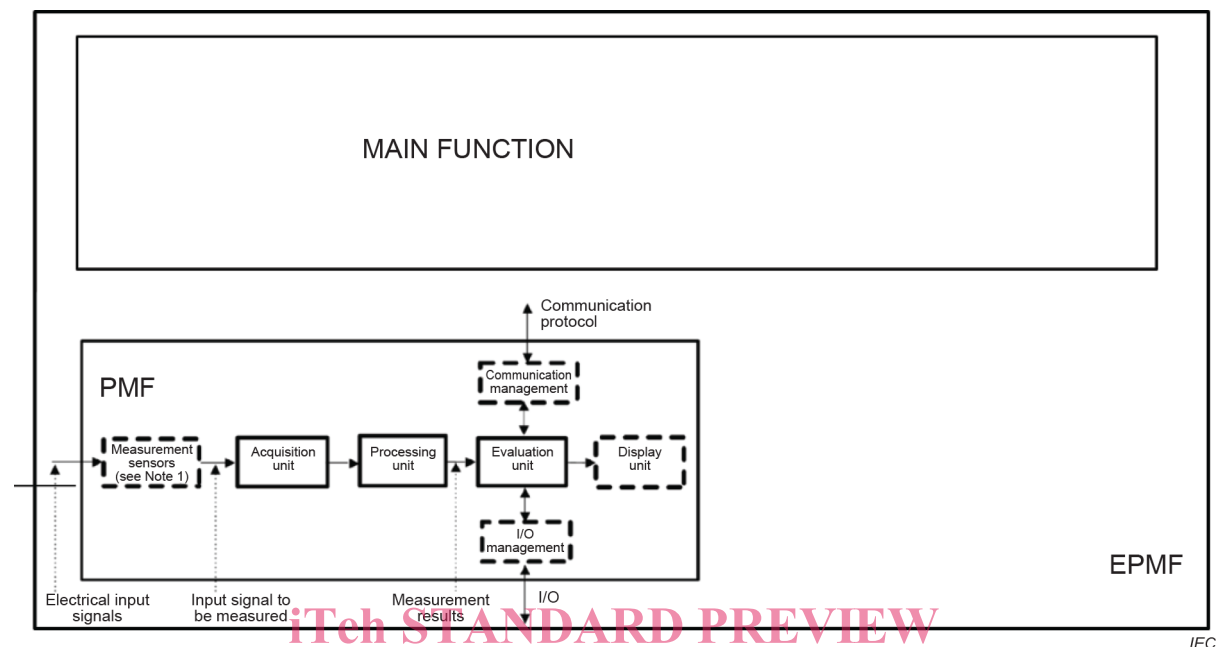 MAIN FUNCTION
Communication
protocol
PMF
Communication
management
Measurement
sensors
(see Note 1)
Acquisition
unit
Processing
unit
Evaluation
unit
Display
unit
I/O
management
EPMF
Electrical input
signals
Input signal to
be measured
Measurement
results
I/O
iTeh STANDARD PREVIEW
IEC